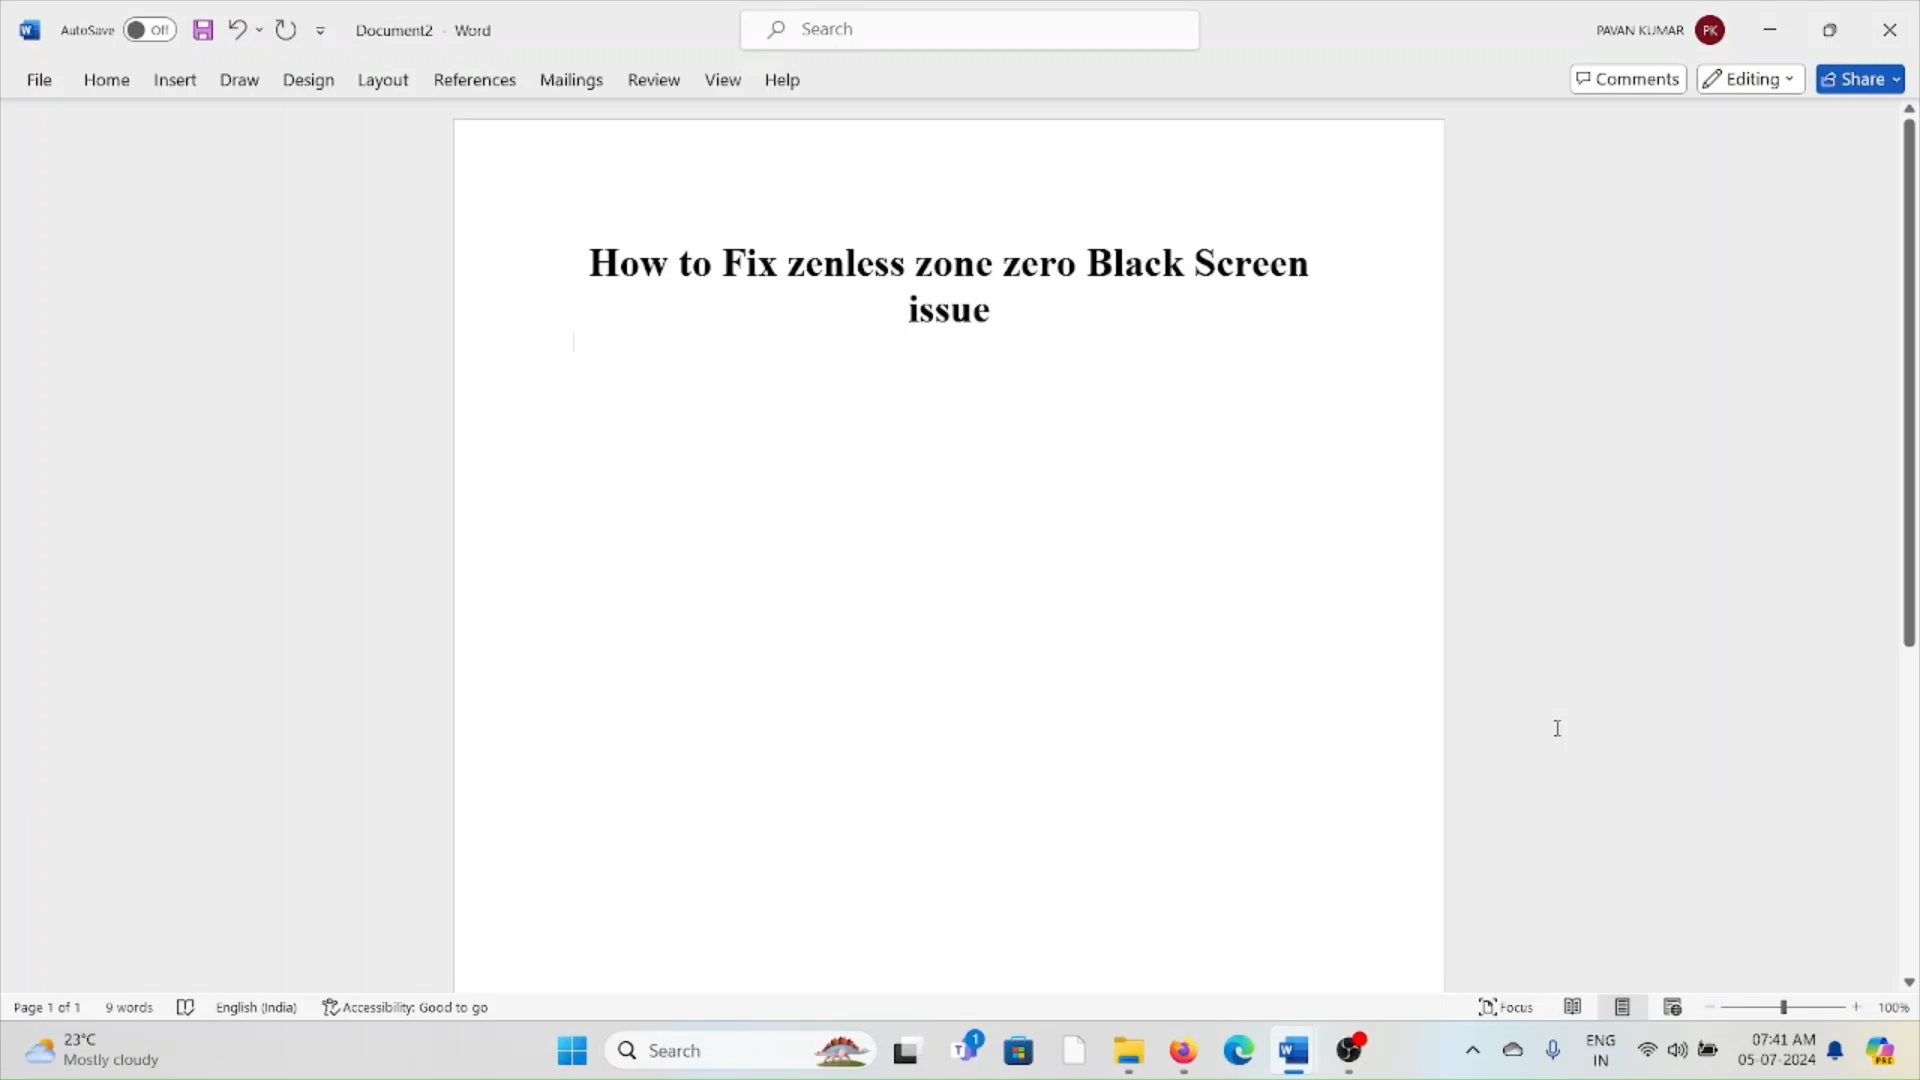 AutoSave Off Document2 - Word Search PAVAN KUMAR PK
File Home Insert Draw Design Layout References Mailings Review View Help Comments Editing Share
How to Fix zenless zone zero Black Screen
issue
Page 1 of 1 9 words English (India) Accessibility: Good to go Focus 100%
23°C
Mostly cloudy
Search
1
ENG
IN
07:41 AM
05-07-2024
PRE